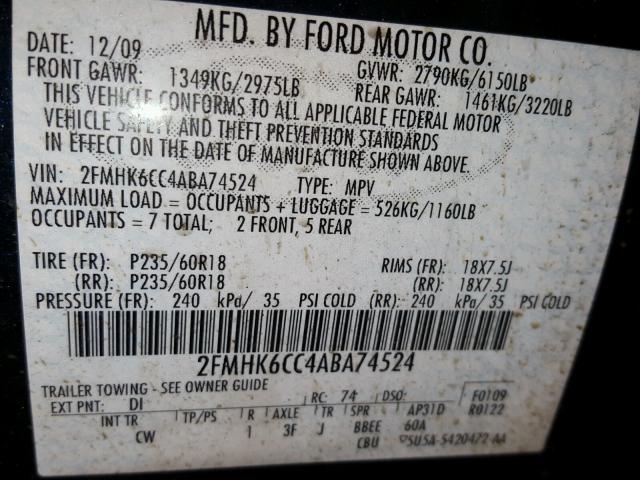 MFD. BY FORD MOTOR CO.
DATE: 12/09 GVWR: 2790KG/6150LB
FRONT GAWR: 1349KG/2975LB REAR GAWR: 1461KG/3220LB
THIS VEHICLE CONFORMS TO ALL APPLICABLE FEDERAL MOTOR
VEHICLE SAFETY AND THEFT PREVENTION STANDARDS
IN EFFECT ON THE DATE OF MANUFACTURE SHOWN ABOVE.
VIN: 2FMHK6CC4ABA74524 TYPE: MPV
MAXIMUM LOAD = OCCUPANTS + LUGGAGE = 526KG/1160LB
OCCUPANTS = 7 TOTAL; 2 FRONT, 5 REAR
TIRE (FR): P235/60R18 RIMS (FR): 18X7.5J
(RR): P235/60R18 (RR): 18X7.5J
PRESSURE (FR): 240 kPa/ 35 PSI COLD (RR): 240 kPa/ 35 PSI COLD
2FMHK6CC4ABA74524
TRAILER TOWING - SEE OWNER GUIDE
EXT PNT: DI RC: 74 DSO: F0109
INT TR TP/PS R AXLE TR SPR AP31D R0122
CW I 3F J BBEE 60A
CBU 5U5A-5420472-AA